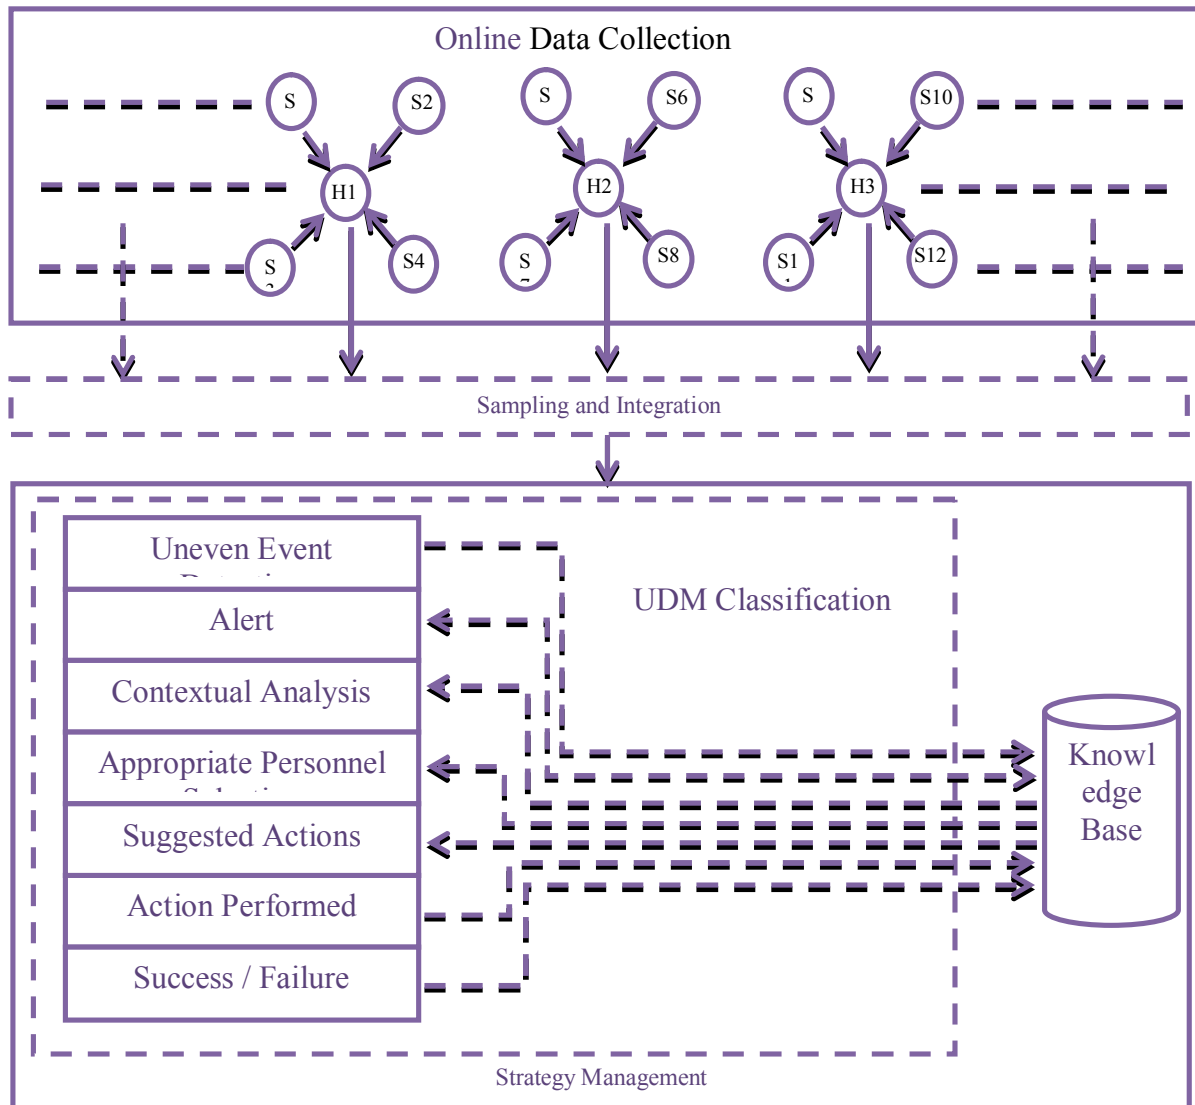 Online Data Collection
S
S2
S
S6
S
S10
H1
H2
H3
S
S4
S
S8
S1
S12
Sampling and Integration
Uneven Event
UDM Classification
Alert
Contextual Analysis
Appropriate Personnel
Suggested Actions
Action Performed
Success / Failure
Knowl
edge
Base
Strategy Management